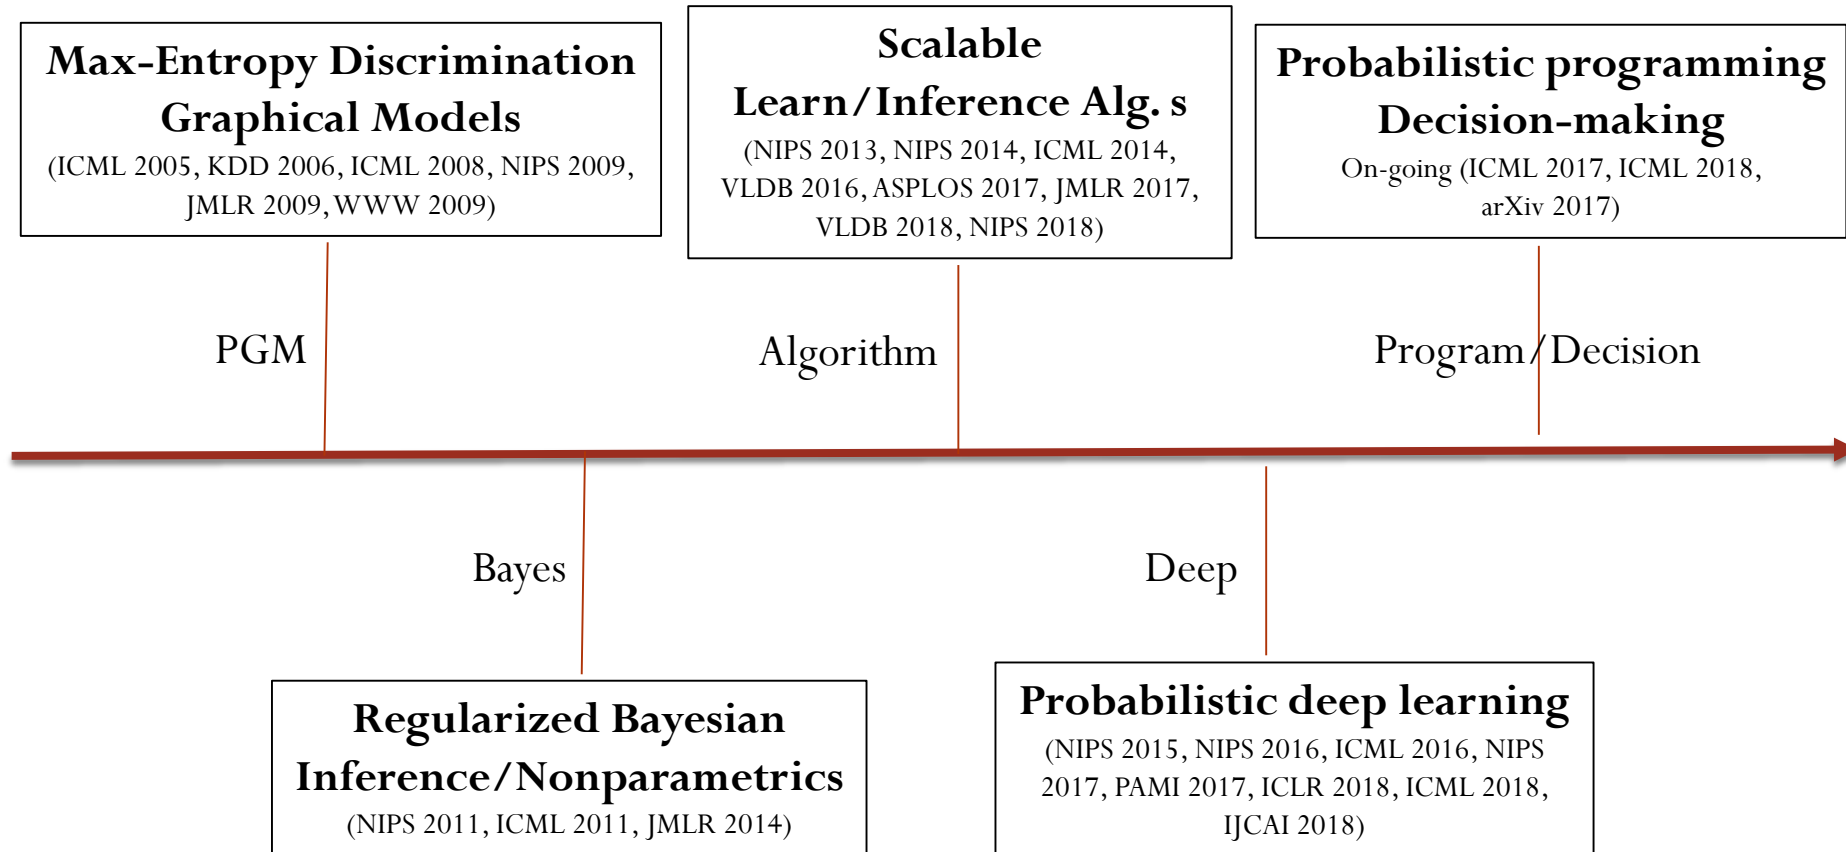 Max-Entropy Discrimination
Graphical Models
(ICML 2005, KDD 2006, ICML 2008, NIPS 2009,
JMLR 2009, WWW 2009)
Scalable
Learn/Inference Alg. s
(NIPS 2013, NIPS 2014, ICML 2014,
VLDB 2016, ASPLOS 2017, JMLR 2017,
VLDB 2018, NIPS 2018)
Probabilistic programming
Decision-making
On-going (ICML 2017, ICML 2018,
arXiv 2017)
PGM
Algorithm
Program/Decision
Bayes
Deep
Regularized Bayesian
Inference/Nonparametrics
(NIPS 2011, ICML 2011, JMLR 2014)
Probabilistic deep learning
(NIPS 2015, NIPS 2016, ICML 2016, NIPS
2017, PAMI 2017, ICLR 2018, ICML 2018,
IJCAI 2018)